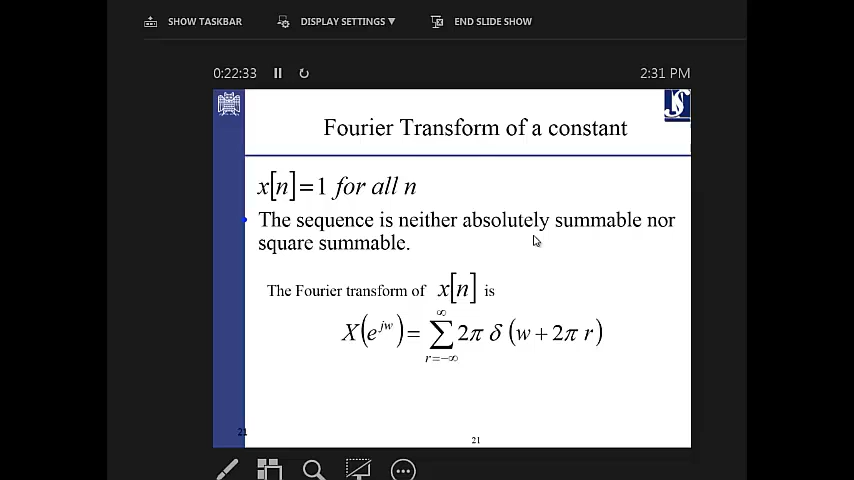 SHOW TASKBAR DISPLAY SETTINGS ▼ END SLIDE SHOW
0:22:33 2:31 PM
Fourier Transform of a constant
x[n] = 1 for all n
• The sequence is neither absolutely summable nor
square summable.
The Fourier transform of x[n] is
X(e^{jw}) = ∑_{r=-∞}^{∞} 2π δ (w + 2π r)
21
21